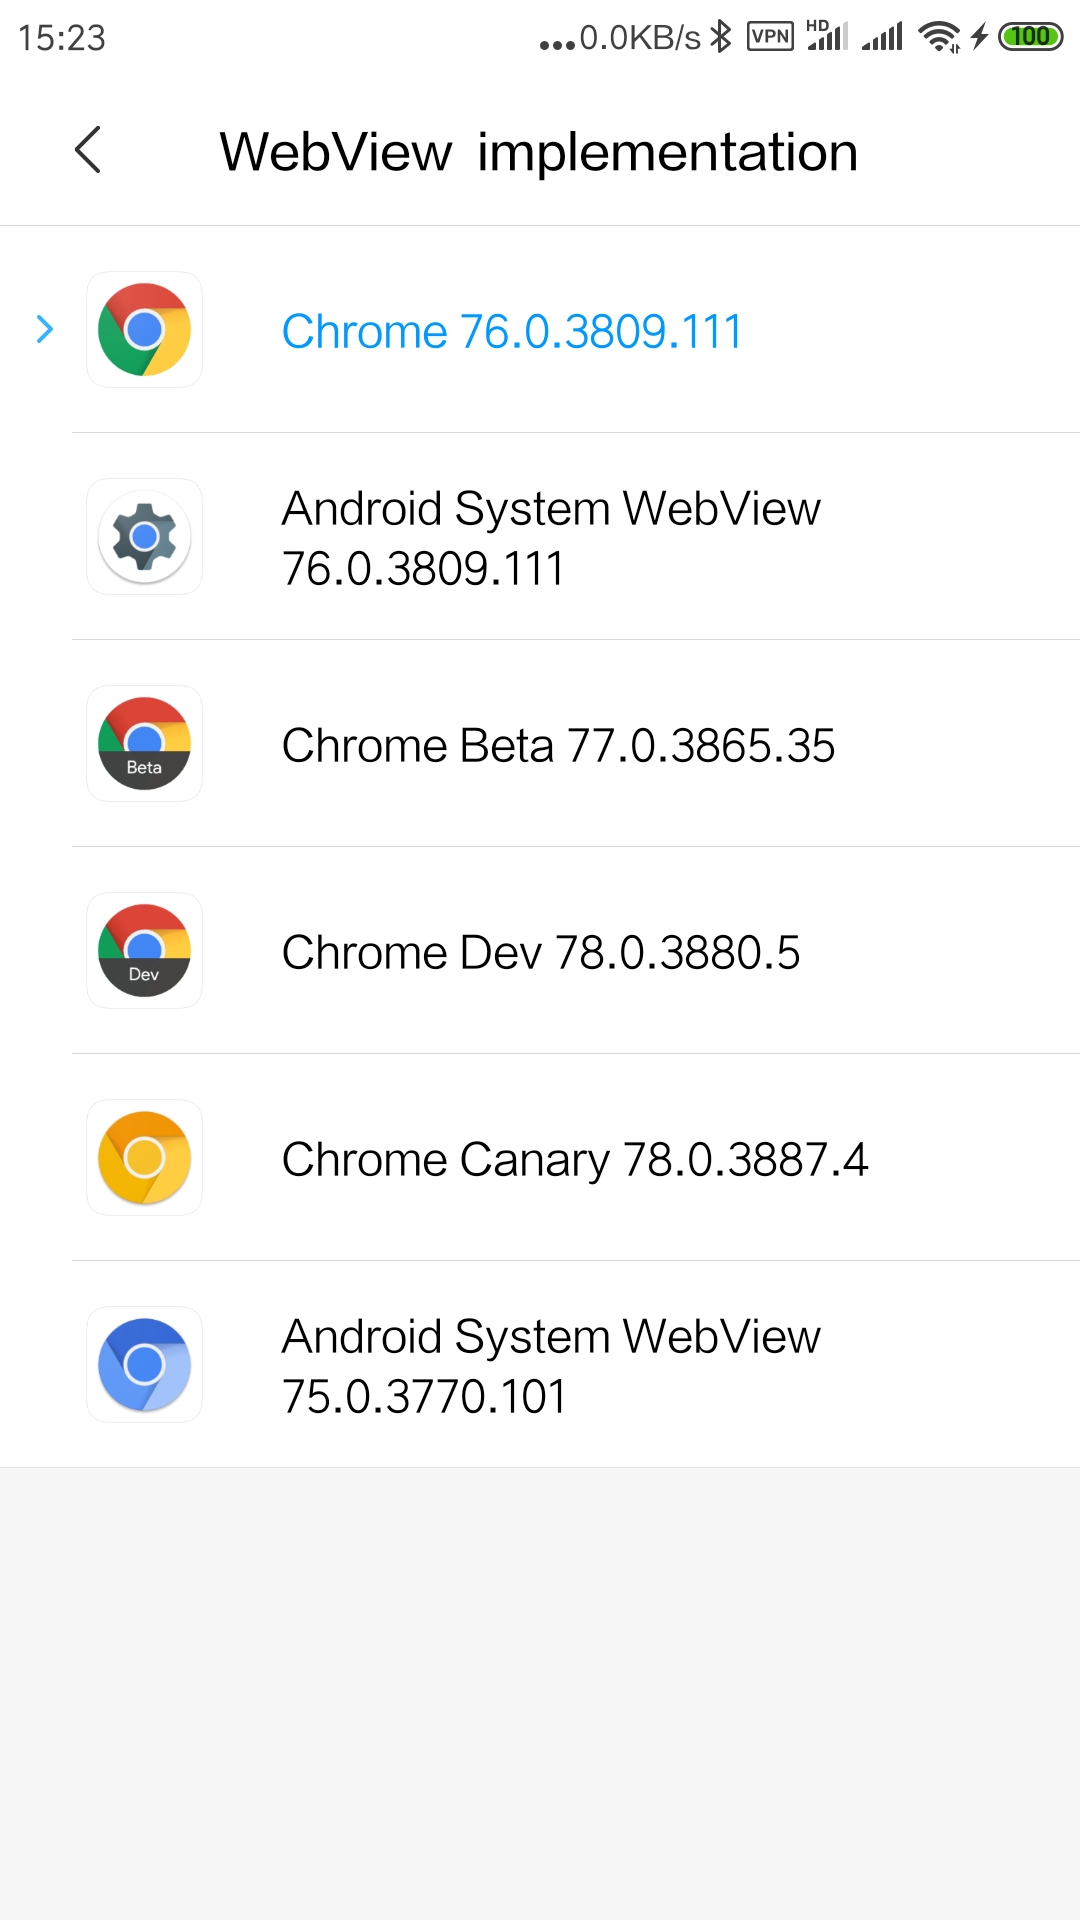 15:23 ...0.0KB/s VPN HD 100
WebView implementation
Chrome 76.0.3809.111
Android System WebView
76.0.3809.111
Beta
Chrome Beta 77.0.3865.35
Dev
Chrome Dev 78.0.3880.5
Chrome Canary 78.0.3887.4
Android System WebView
75.0.3770.101